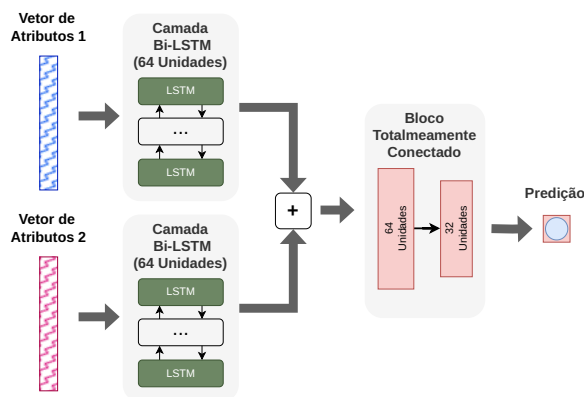 Vetor de
Atributos 1
Camada
Bi-LSTM
(64 Unidades)
LSTM
...
LSTM
Vetor de
Atributos 2
Camada
Bi-LSTM
(64 Unidades)
LSTM
...
LSTM
+
Bloco
Totalmeamente
Conectado
64
Unidades
32
Unidades
Predição